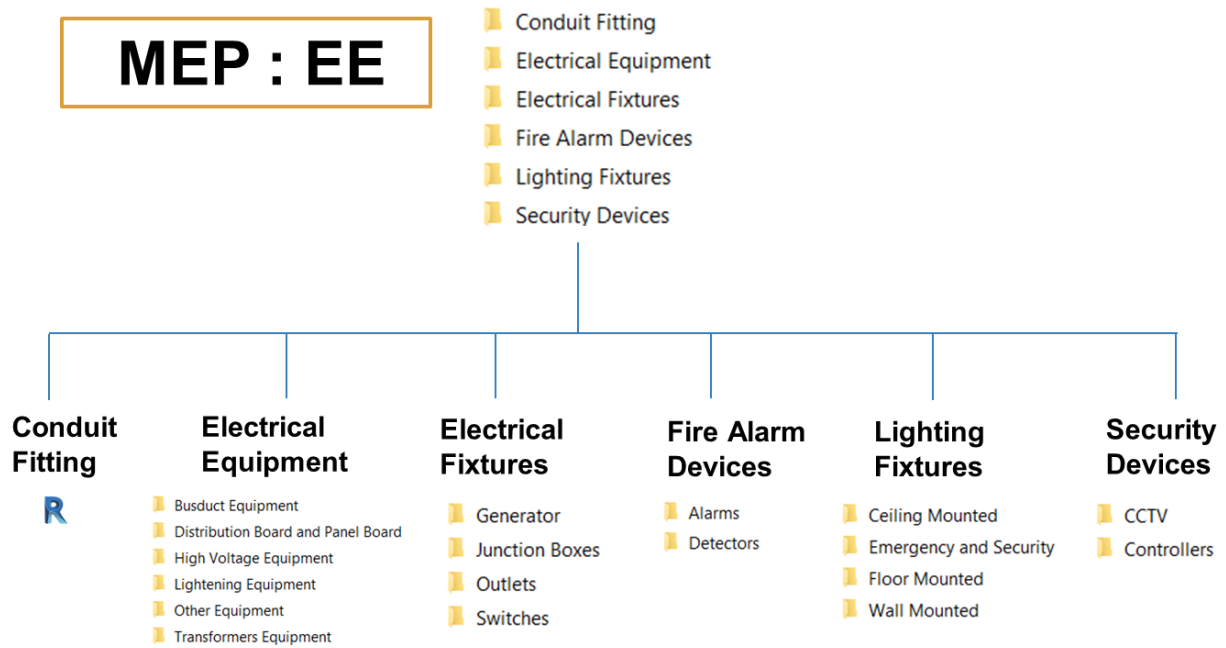 MEP : EE
Conduit Fitting
Electrical Equipment
Electrical Fixtures
Fire Alarm Devices
Lighting Fixtures
Security Devices
Conduit
Fitting
R
Electrical
Equipment
Busduct Equipment
Distribution Board and Panel Board
High Voltage Equipment
Lightening Equipment
Other Equipment
Transformers Equipment
Electrical
Fixtures
Generator
Junction Boxes
Outlets
Switches
Fire Alarm
Devices
Alarms
Detectors
Lighting
Fixtures
Ceiling Mounted
Emergency and Security
Floor Mounted
Wall Mounted
Security
Devices
CCTV
Controllers